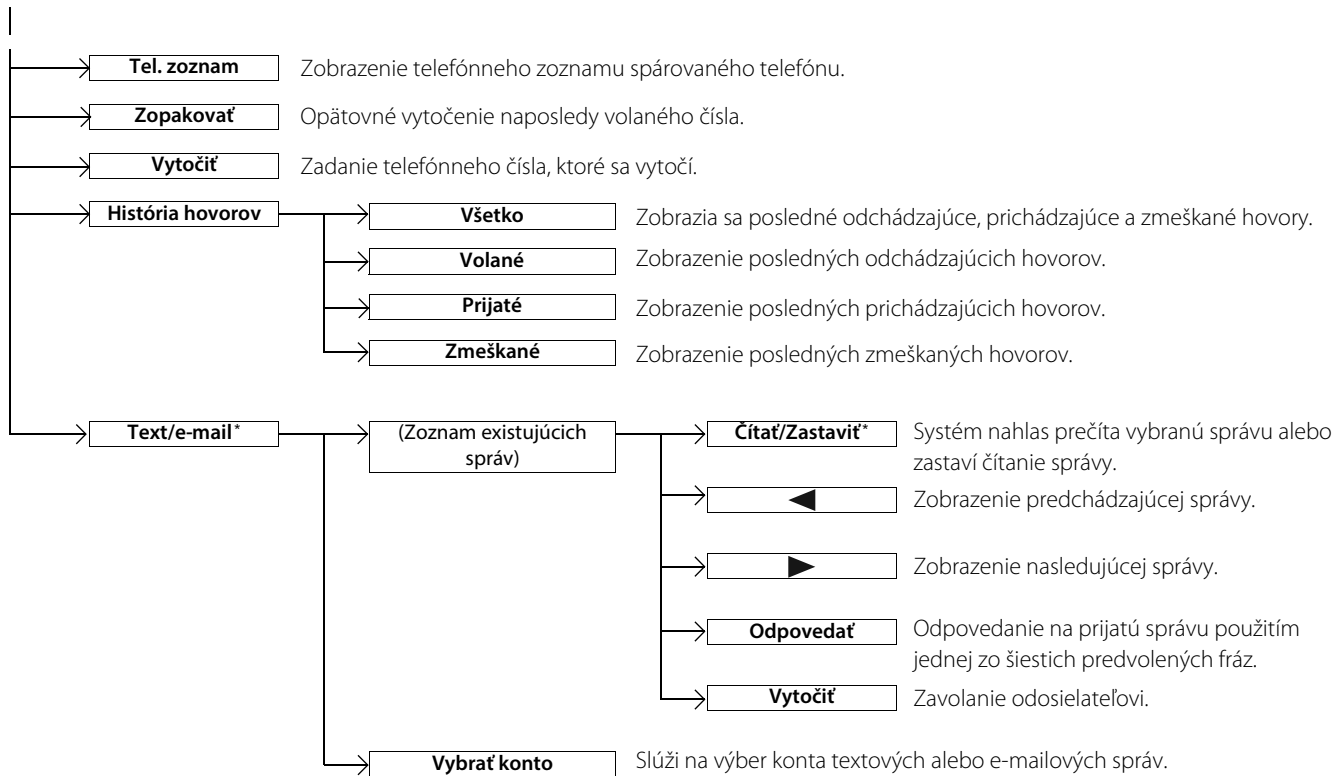 Tel. zoznam Zobrazenie telefónneho zoznamu spárovaného telefónu.
Zopakovať Opätovné vytočenie naposledy volaného čísla.
Vytočiť Zadanie telefónneho čísla, ktoré sa vytočí.
História hovorov Všetko Zobrazia sa posledné odchádzajúce, prichádzajúce a zmeškané hovory.
Volané Zobrazenie posledných odchádzajúcich hovorov.
Prijaté Zobrazenie posledných prichádzajúcich hovorov.
Zmeškané Zobrazenie posledných zmeškaných hovorov.
Text/e-mail*
(Zoznam existujúcich
správ)
Čítať/Zastaviť*
Systém nahlas prečíta vybranú správu alebo
zastaví čítanie správy.
Zobrazenie predchádzajúcej správy.
Zobrazenie nasledujúcej správy.
Odpovedať
Odpovedanie na prijatú správu použitím
jednej zo šiestich predvolených fráz.
Vytočiť Zavolanie odosielateľovi.
Vybrať konto Slúži na výber konta textových alebo e-mailových správ.